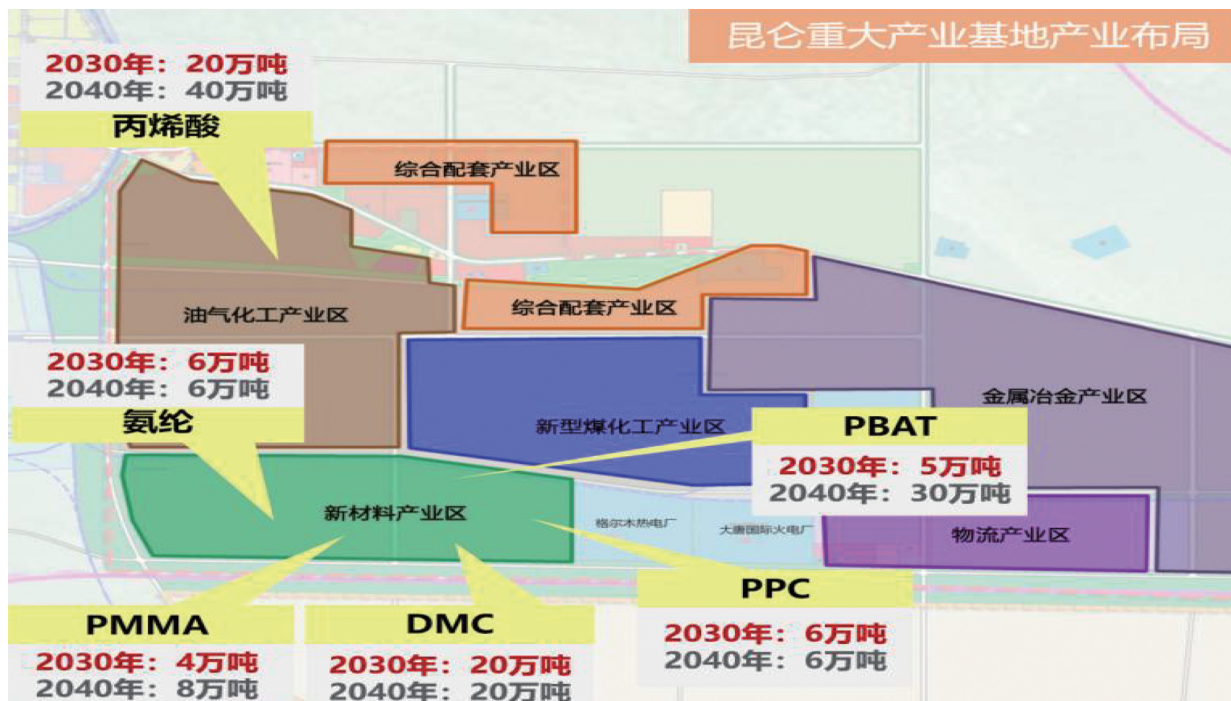 昆仑重大产业基地产业布局
2030年：20万吨
2040年：40万吨
丙烯酸
综合配套产业区
油气化工产业区
综合配套产业区
2030年：6万吨
2040年：6万吨
氨纶
新型煤化工产业区
金属冶金产业区
PBAT
2030年：5万吨
2040年：30万吨
新材料产业区
格尔木热电厂
大唐国际火电厂
物流产业区
PMMA
2030年：4万吨
2040年：8万吨
DMC
2030年：20万吨
2040年：20万吨
PPC
2030年：6万吨
2040年：6万吨